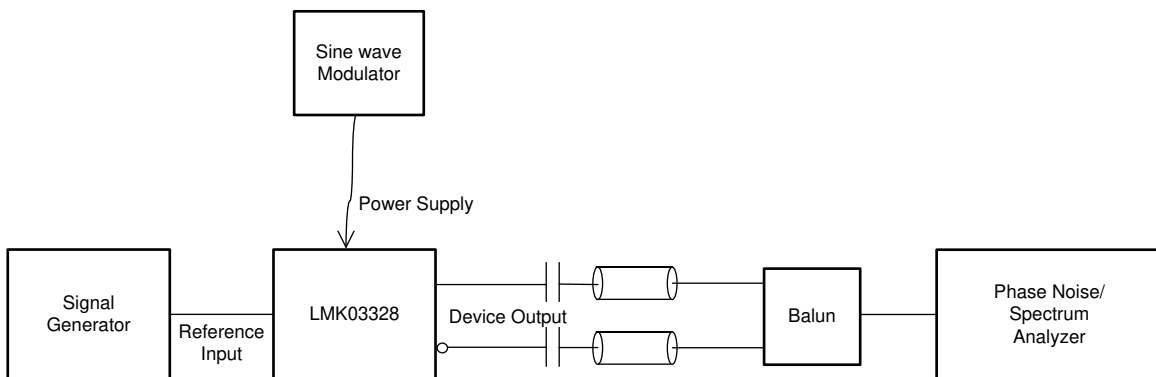 Sine wave
Modulator
Power Supply
Signal
Generator
Reference
Input
LMK03328
Device Output
Balun
Phase Noise/
Spectrum
Analyzer